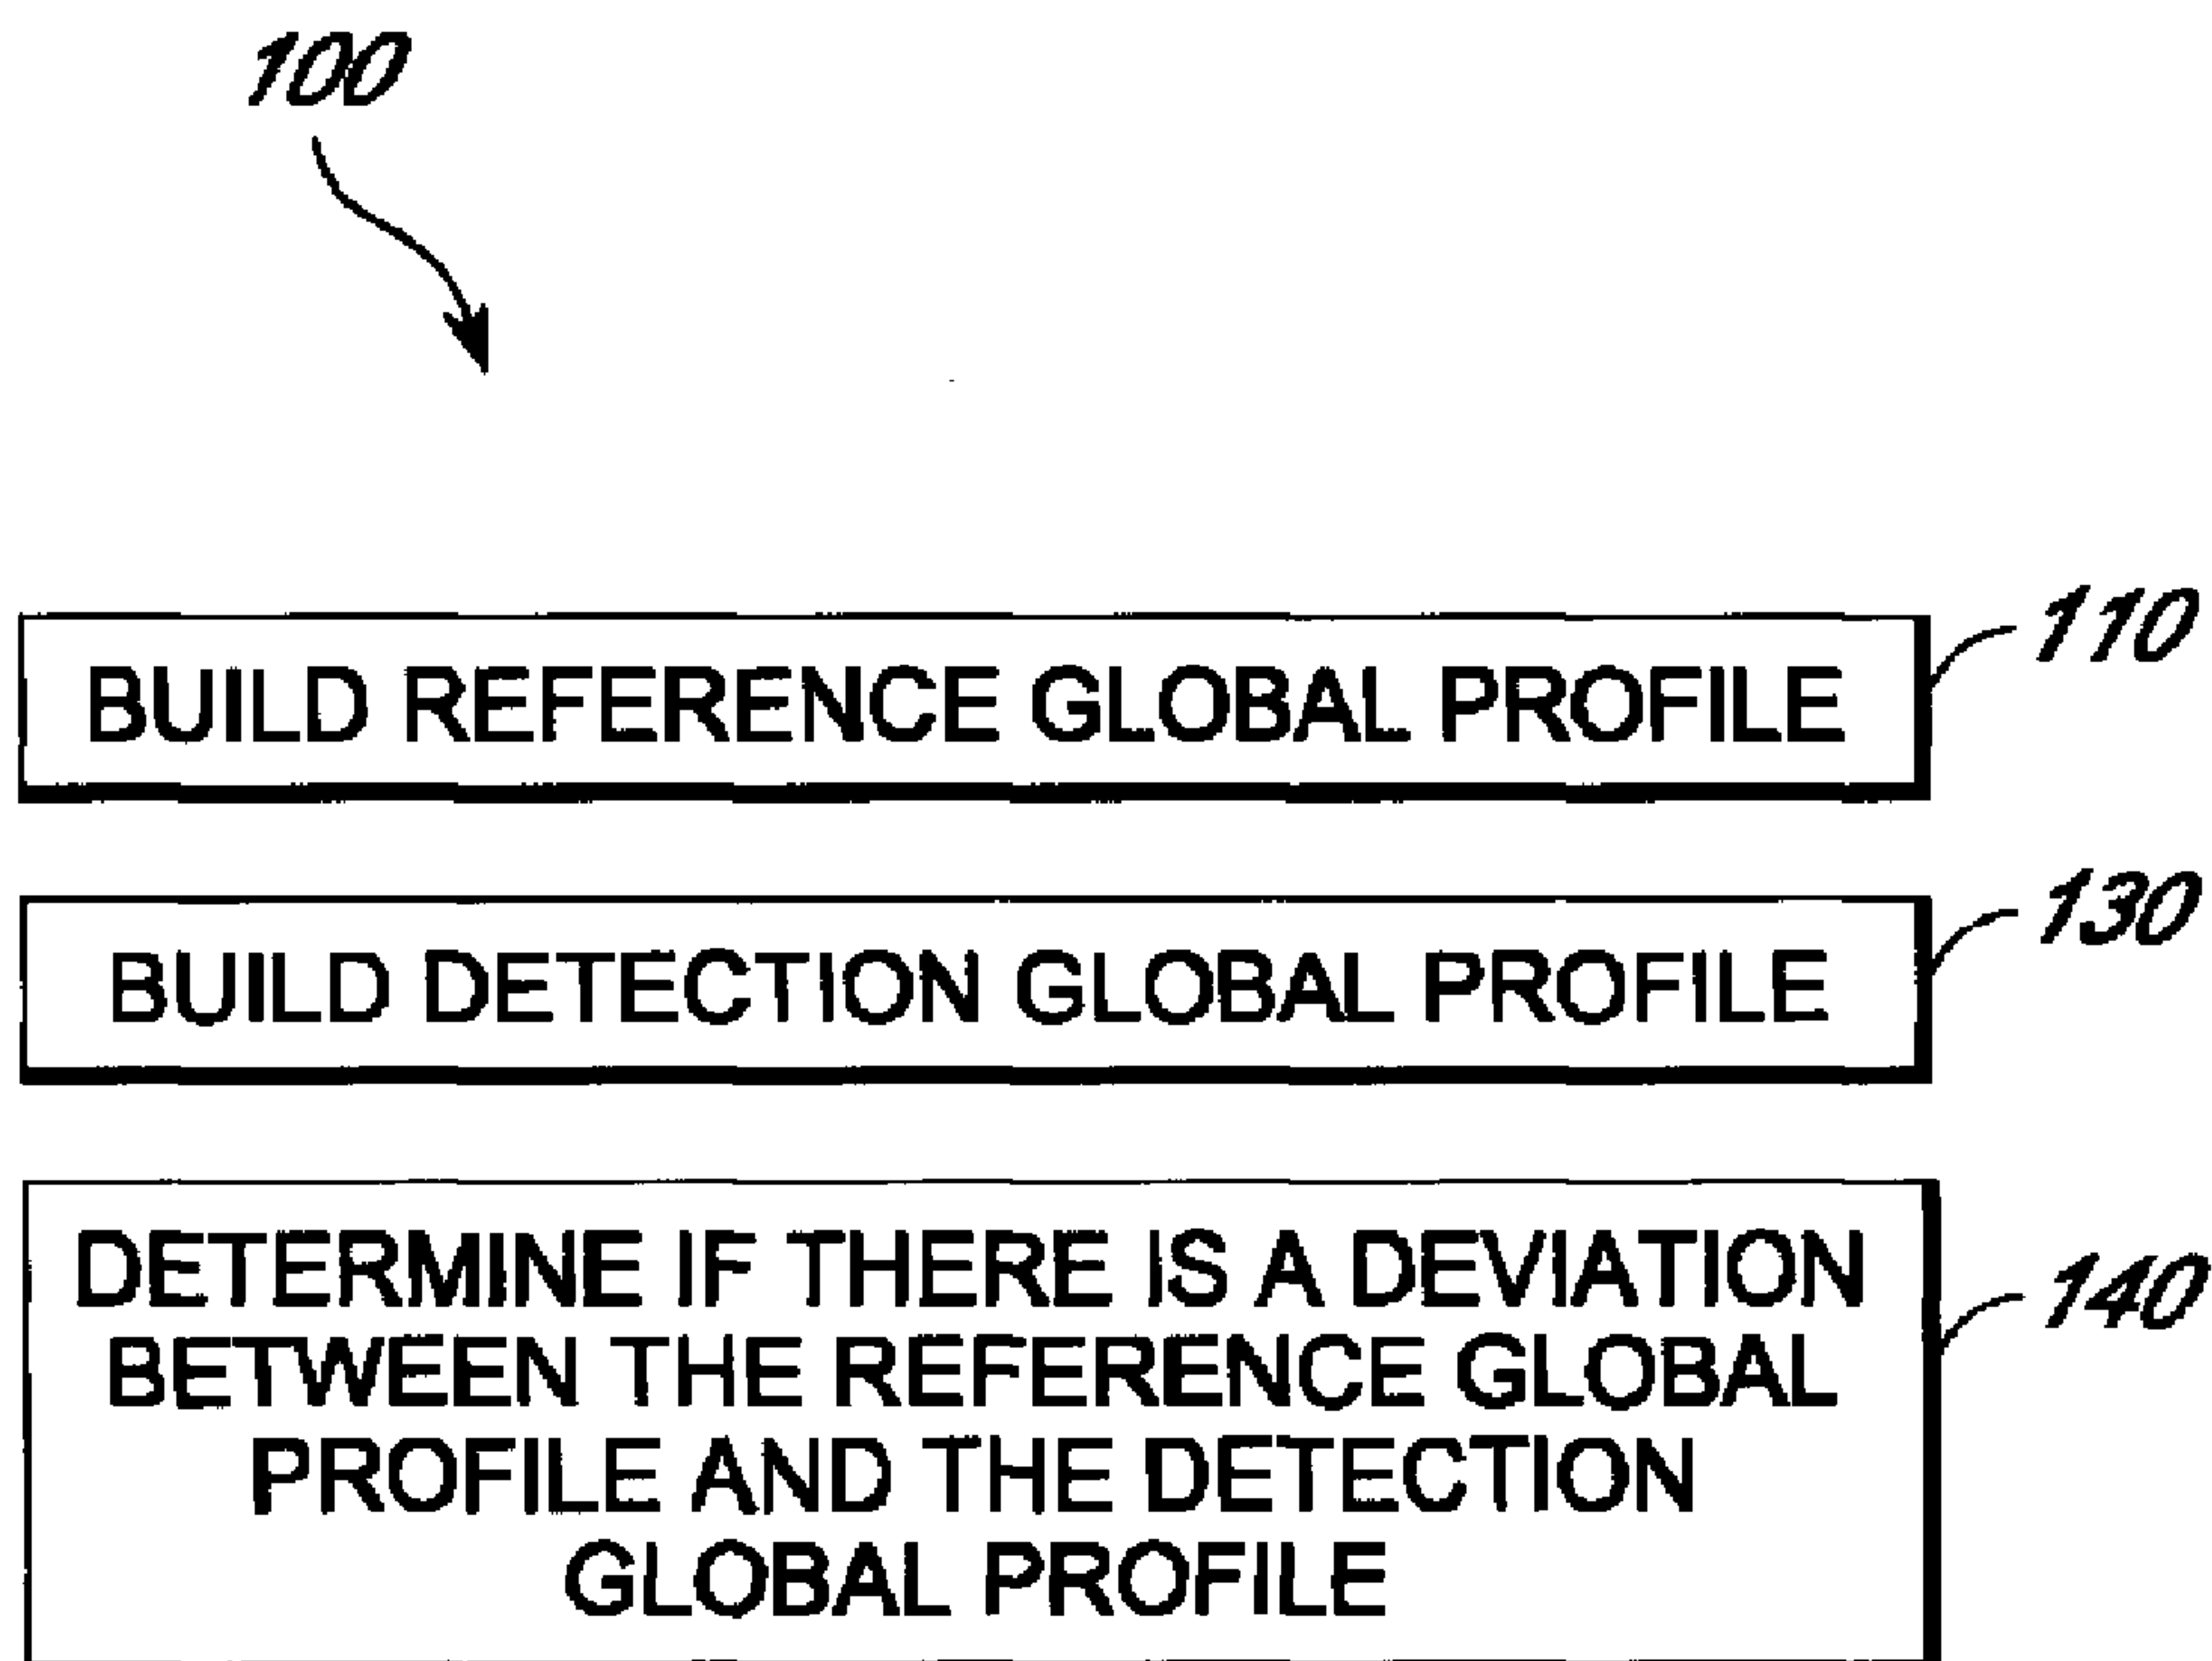 100
BUILD REFERENCE GLOBAL PROFILE
110
BUILD DETECTION GLOBAL PROFILE
130
DETERMINE IF THERE IS A DEVIATION
BETWEEN THE REFERENCE GLOBAL
PROFILE AND THE DETECTION
GLOBAL PROFILE
140